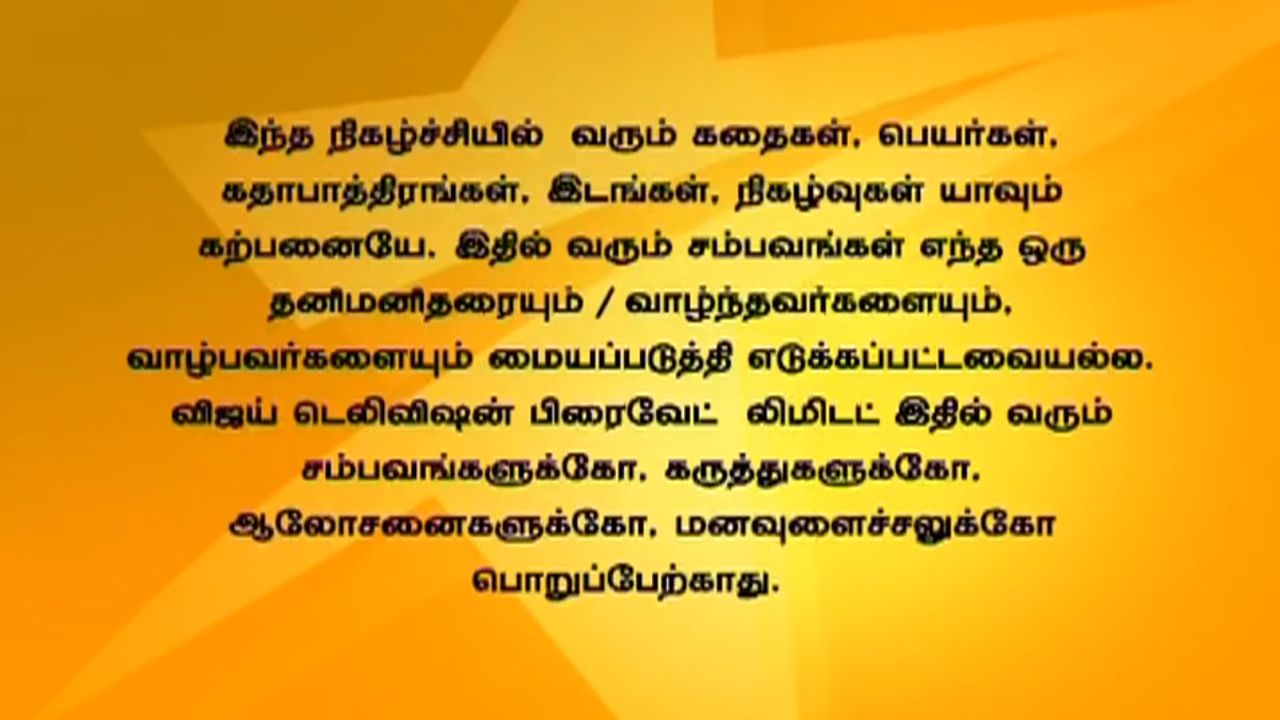 இந்த நிகழ்ச்சியில் வரும் கதைகள், பெயர்கள்,
கதாபாத்திரங்கள், இடங்கள், நிகழ்வுகள் யாவும்
கற்பனையே. இதில் வரும் சம்பவங்கள் எந்த ஒரு
தனிமனிதரையும் / வாழ்ந்தவர்களையும்,
வாழ்பவர்களையும் மையப்படுத்தி எடுக்கப்பட்டவையல்ல.
விஜய் டெலிவிஷன் பிரைவேட் லிமிடட் இதில் வரும்
சம்பவங்களுக்கோ, கருத்துகளுக்கோ,
ஆலோசனைகளுக்கோ, மனவுளைச்சலுக்கோ
பொறுப்பேற்காது.